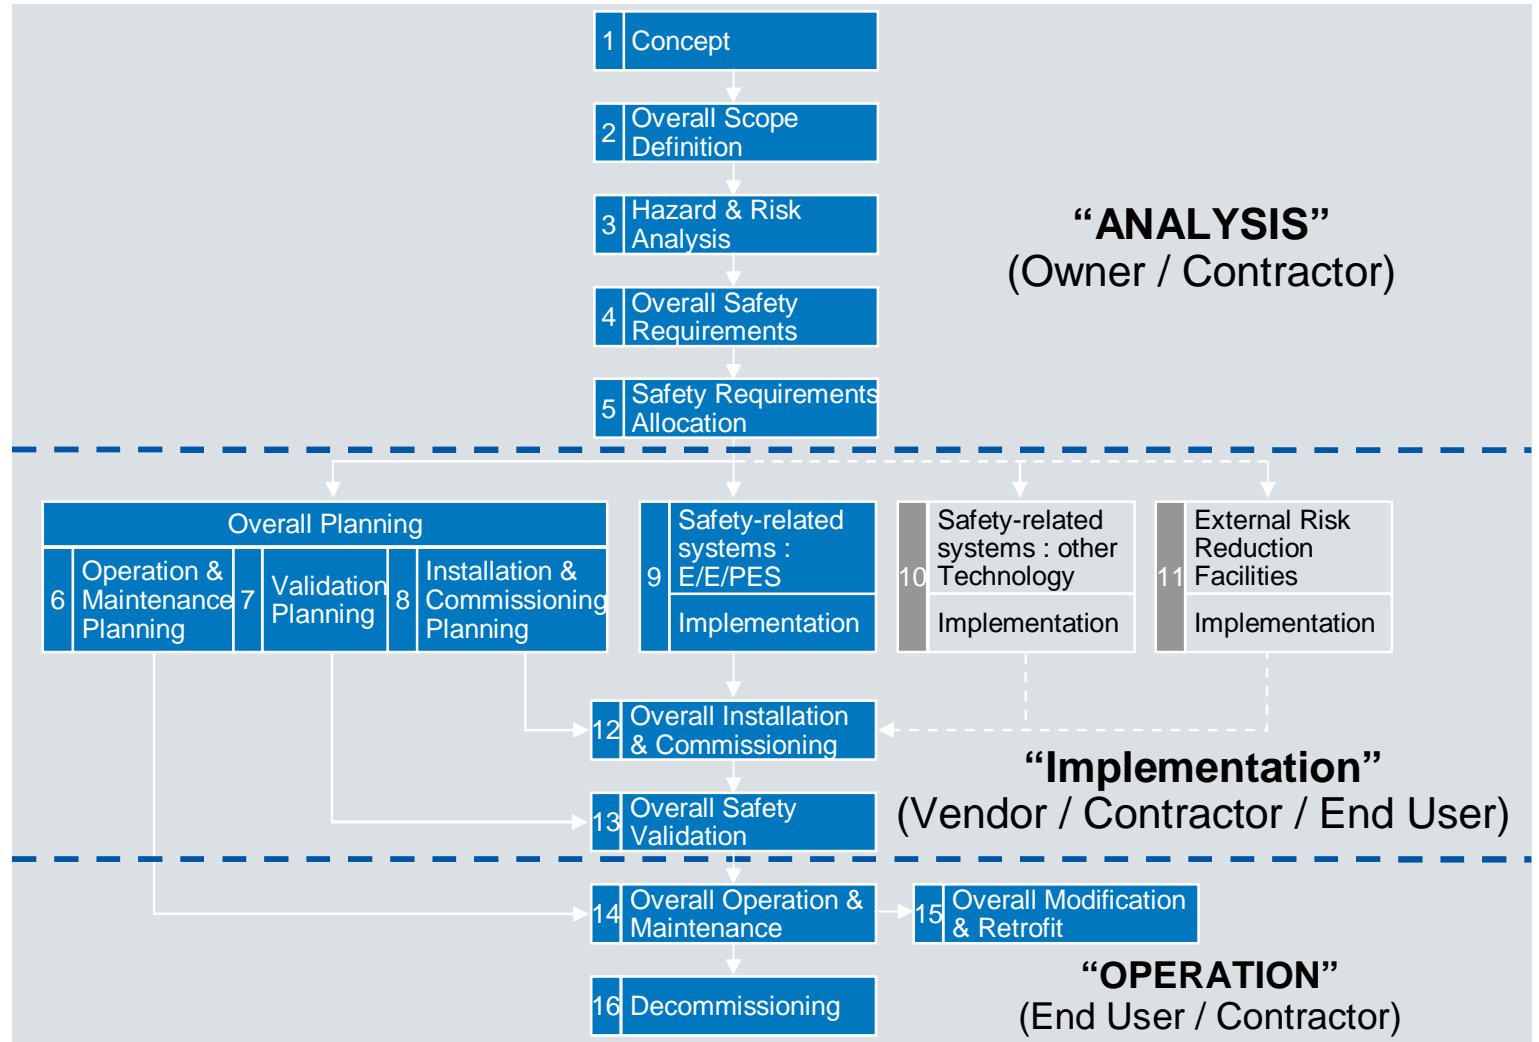 1 Concept
2 Overall Scope
Definition
3 Hazard & Risk
Analysis
“ANALYSIS”
(Owner / Contractor)
4 Overall Safety
Requirements
5 Safety Requirements
Allocation
Overall Planning
6 Operation &
Maintenance
Planning
7 Validation
Planning
8 Installation &
Commissioning
Planning
9 Safety-related
systems :
E/E/PES
Implementation
10 Safety-related
systems : other
Technology
Implementation
11 External Risk
Reduction
Facilities
Implementation
12 Overall Installation
& Commissioning
“Implementation”
(Vendor / Contractor / End User)
13 Overall Safety
Validation
14 Overall Operation &
Maintenance
15 Overall Modification
& Retrofit
“OPERATION”
(End User / Contractor)
16 Decommissioning